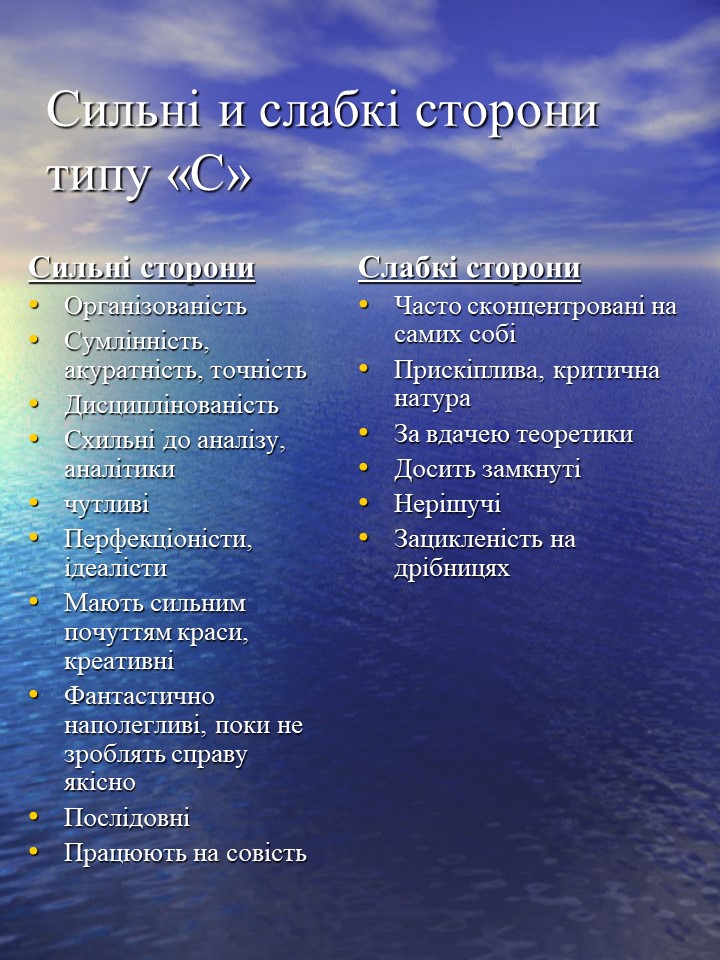 Сильні и слабкі сторони
типу «С»
Сильні сторони
• Організованість
• Сумлінність,
акуратність, точність
• Дисциплінованість
• Схильні до аналізу,
аналітики
• чутливі
• Перфекціоністи,
ідеалісти
• Мають сильним
почуттям краси,
креативні
• Фантастично
наполегливі, поки не
зроблять справу
якісно
• Послідовні
• Працюють на совість
Слабкі сторони
• Часто сконцентровані на
самих собі
• Прискіплива, критична
натура
• За вдачею теоретики
• Досить замкнуті
• Нерішучі
• Зацикленість на
дрібницях